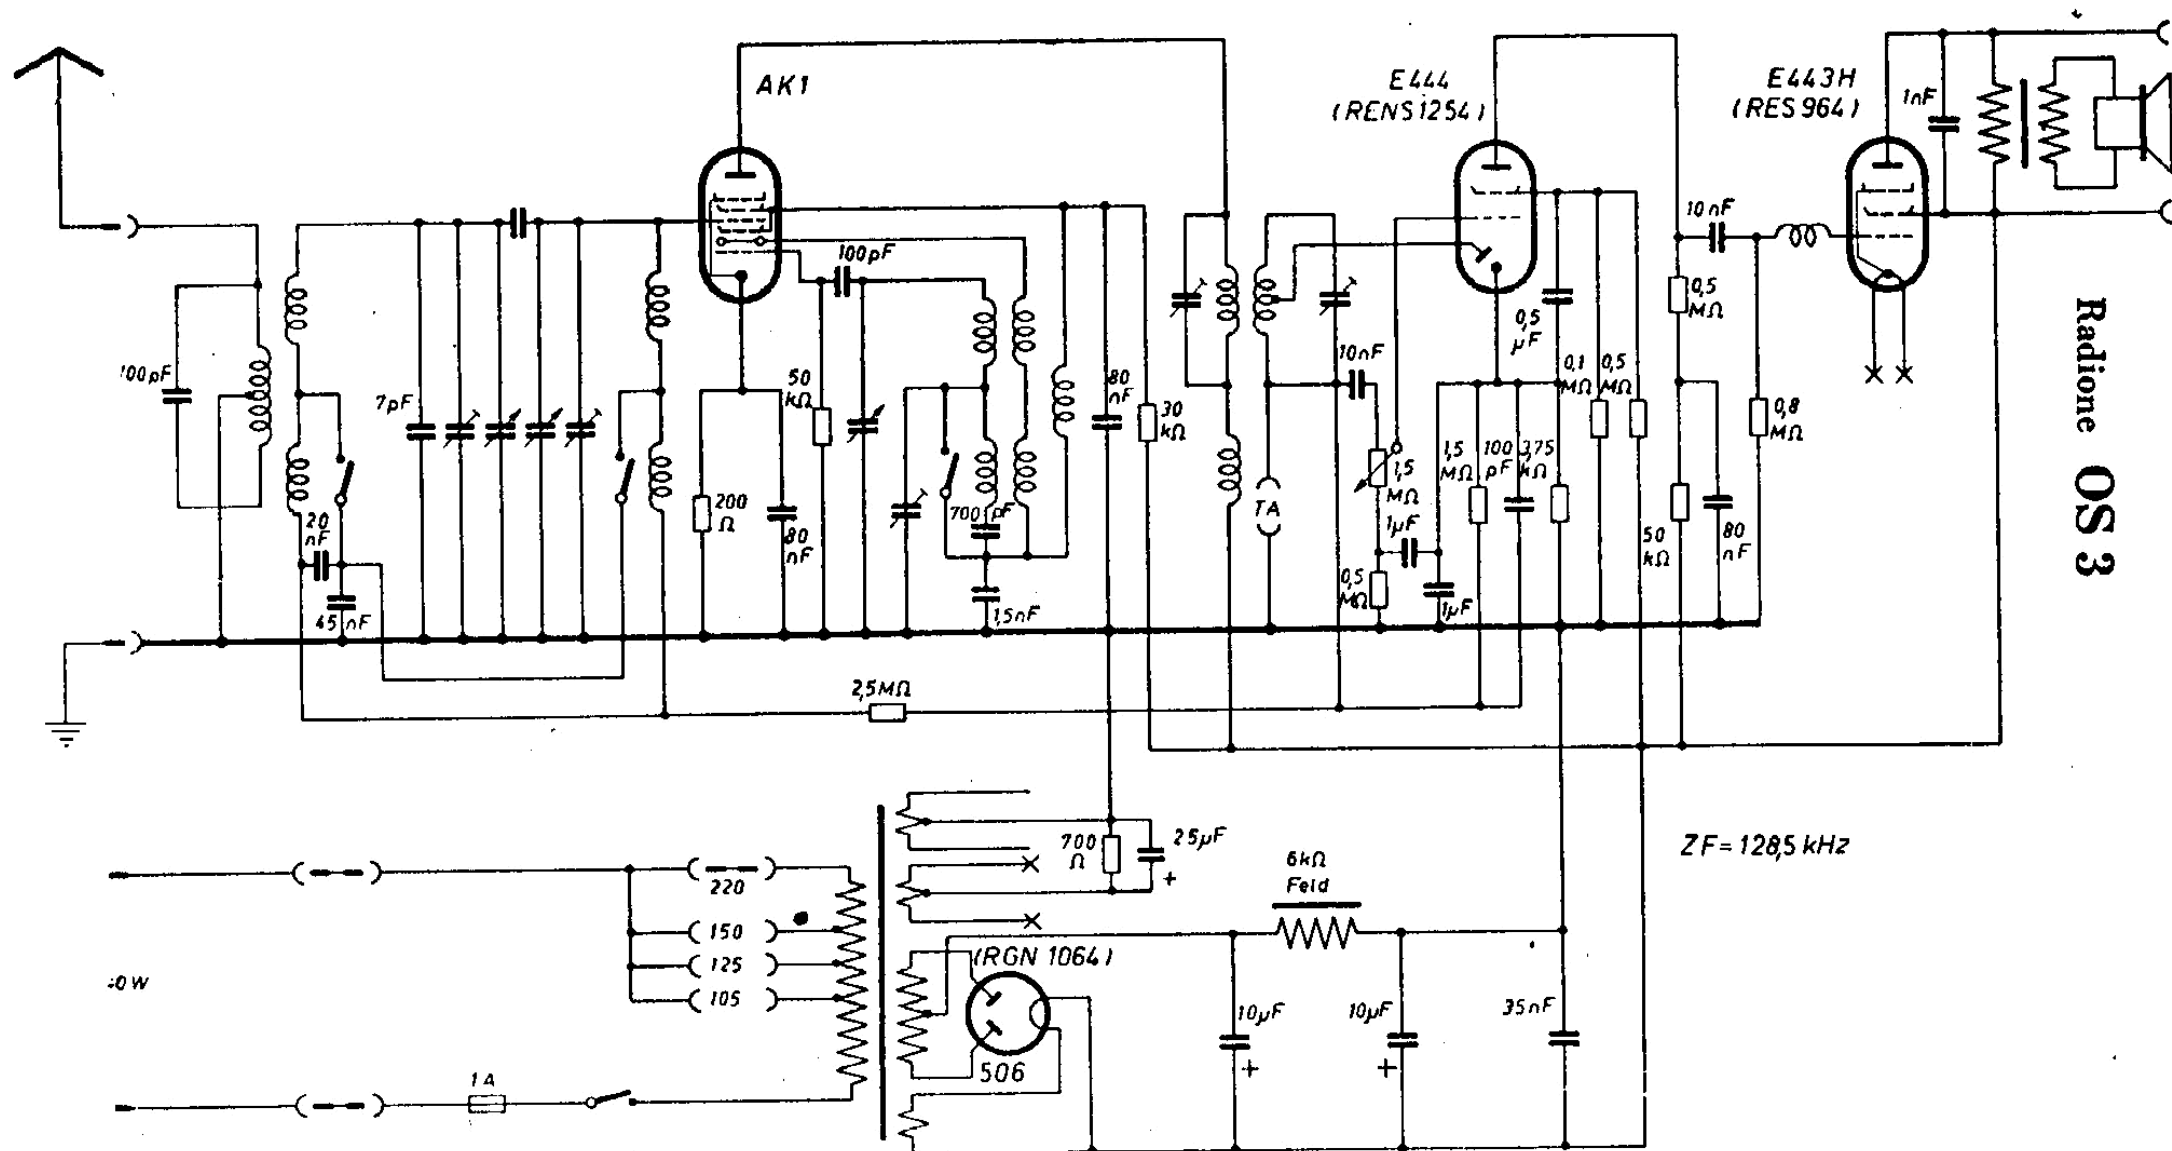 AK1
E444
(RENS1254)
E443H
(RES964)
1nF
100pF
10nF
100pF
7pF
50
kΩ
80
nF
30
kΩ
10nF
0,5
µF
0,1
MΩ
0,5
MΩ
0,5
MΩ
0,8
MΩ
200
Ω
80
nF
700 pF
1,5nF
TA
1,5
MΩ
1µF
0,5
MΩ
1µF
1,5
MΩ
100
pF
3,75
kΩ
50
kΩ
80
nF
20
nF
45 nF
2,5MΩ
Radione OS 3
700
Ω
25µF
+
6kΩ
Feld
ZF=128,5 kHz
220
150
125
105
0W
(RGN 1064)
506
10µF
+
10µF
+
35nF
1A